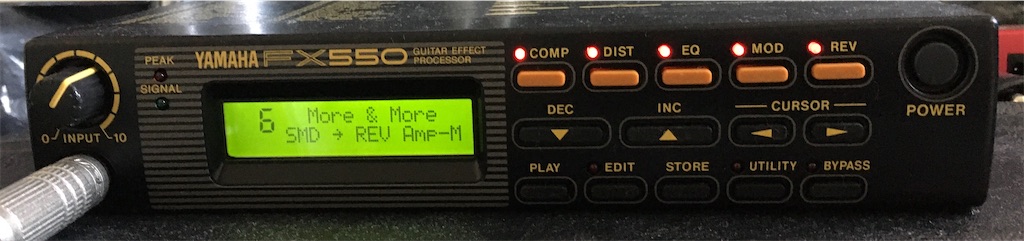 PEAK
SIGNAL
0 INPUT 10
YAMAHA FX550 GUITAR EFFECT
PROCESSOR
6 More & More
SMD → REV Amp-M
COMP DIST EQ MOD REV
DEC INC CURSOR
PLAY EDIT STORE UTILITY BYPASS
POWER